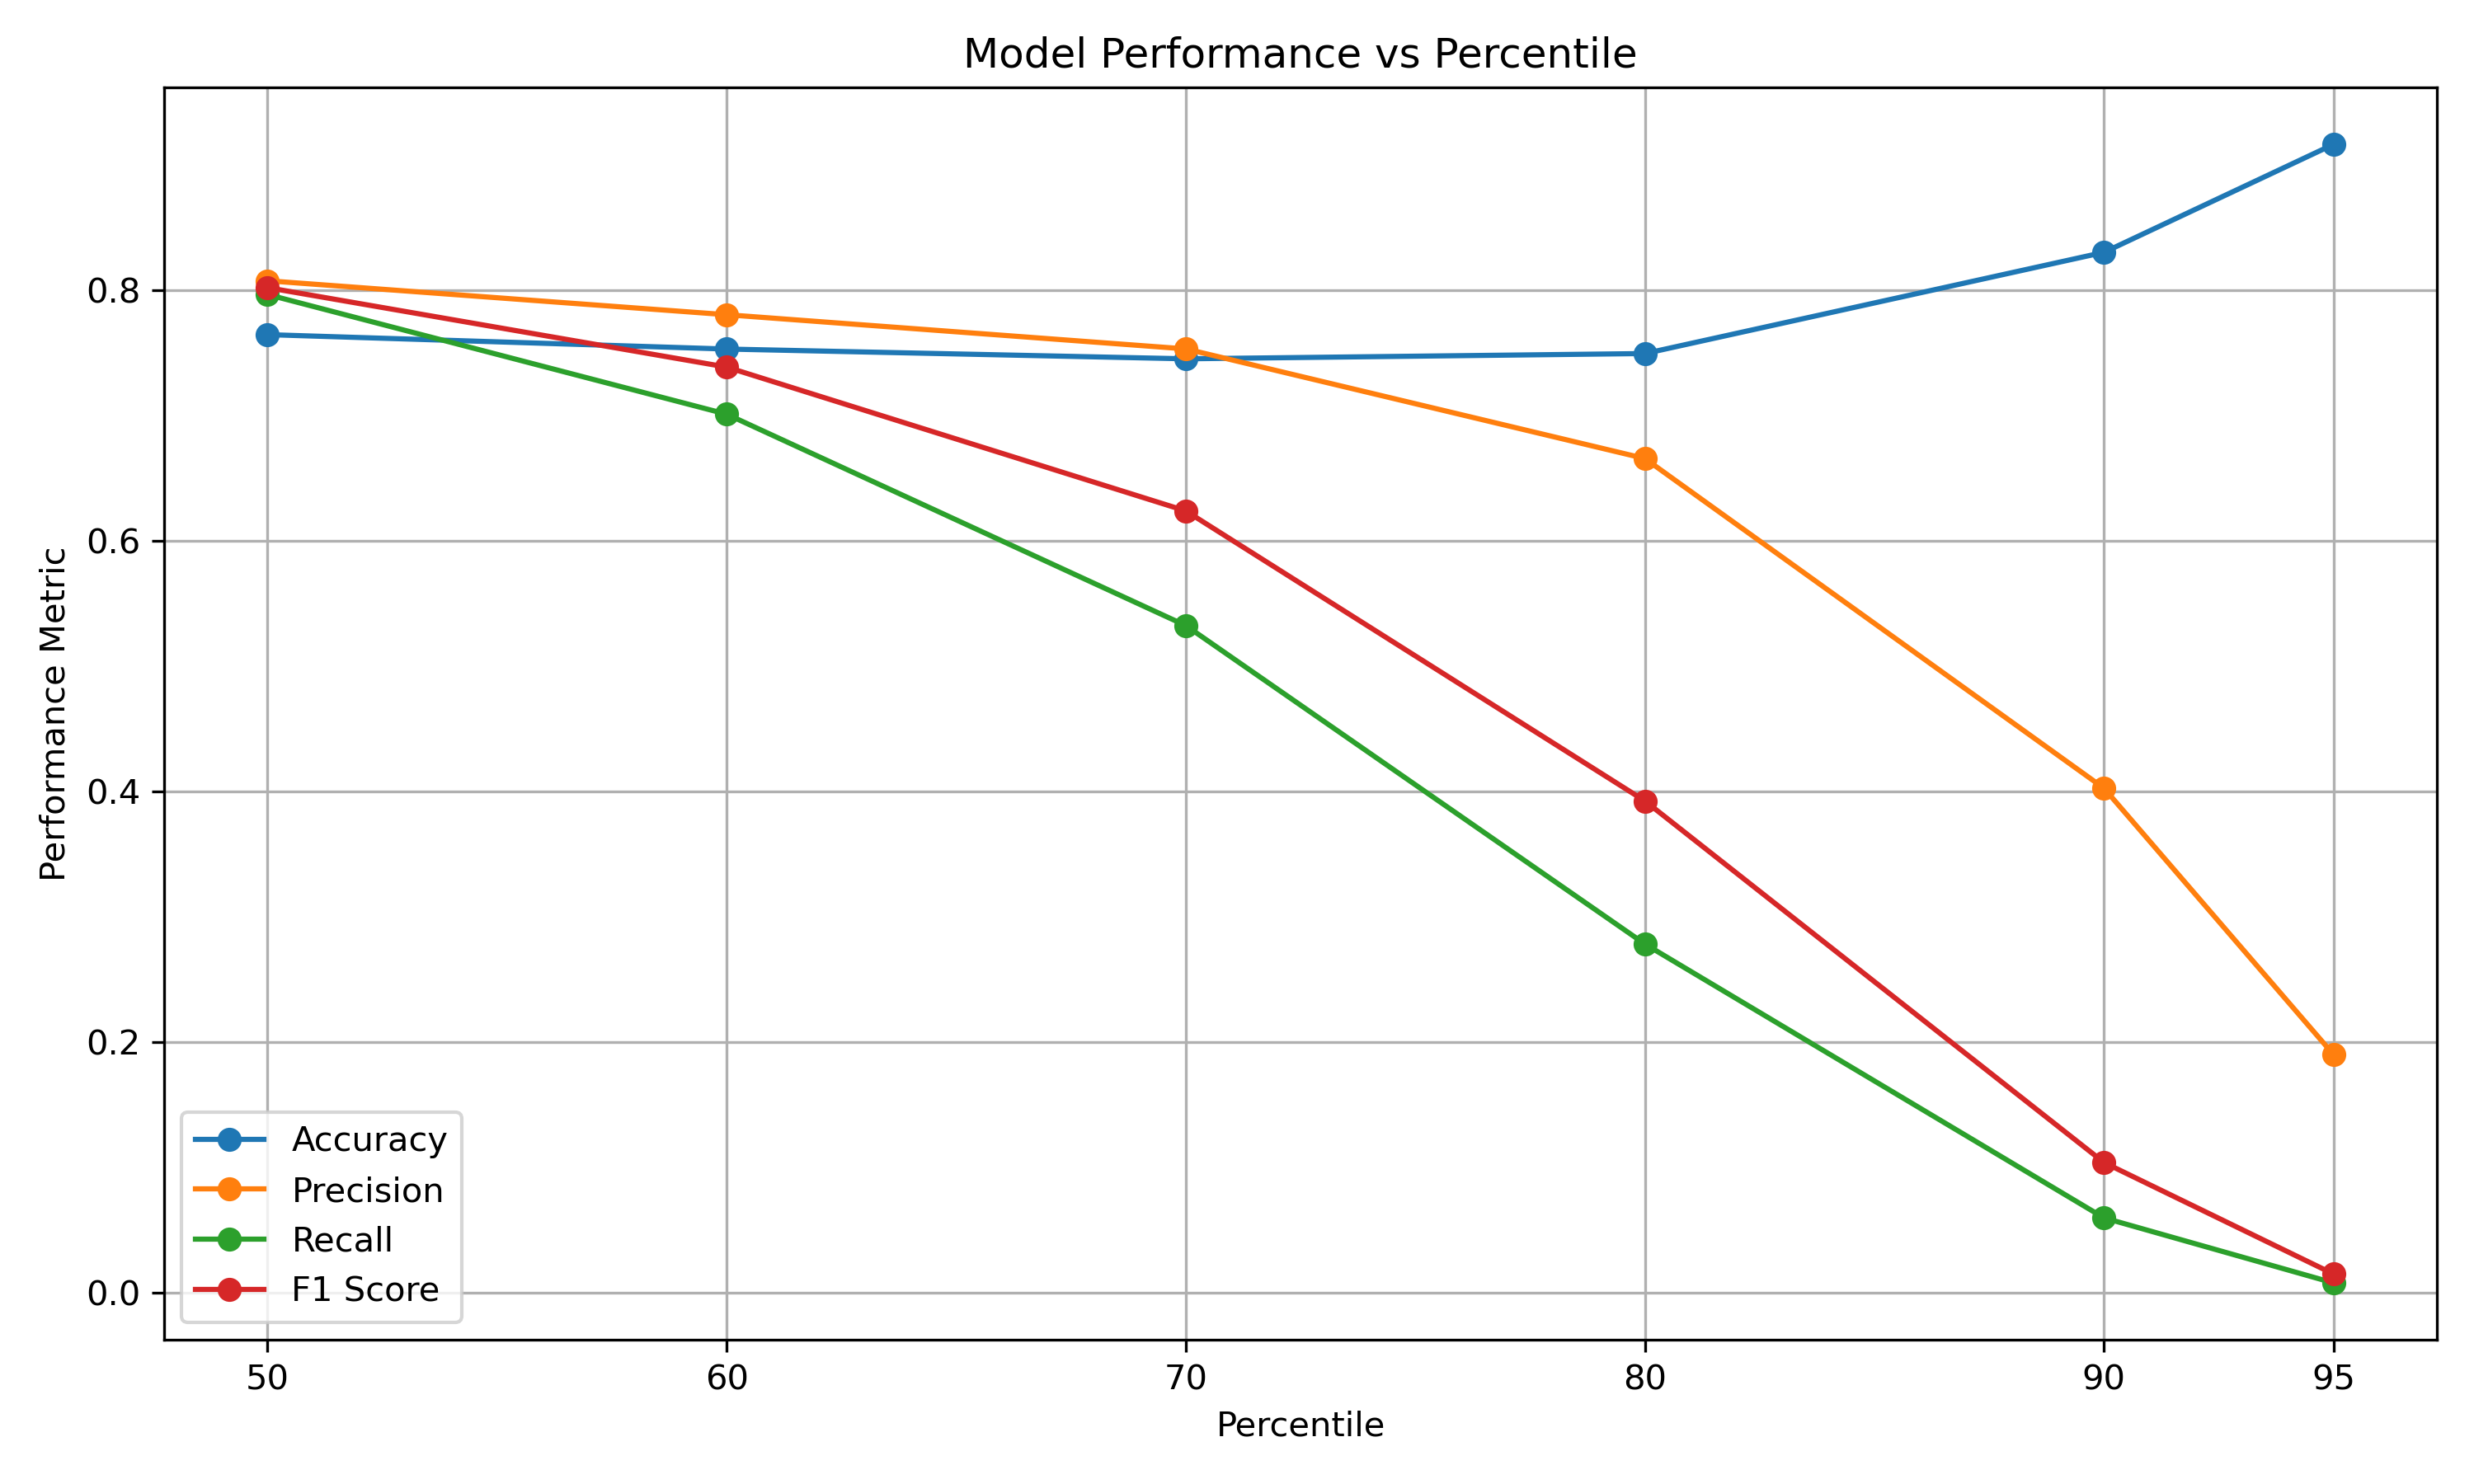 Model Performance vs Percentile
Performance Metric
0.8
0.6
0.4
0.2
0.0
Accuracy
Precision
Recall
F1 Score
50 60 70 80 90 95
Percentile